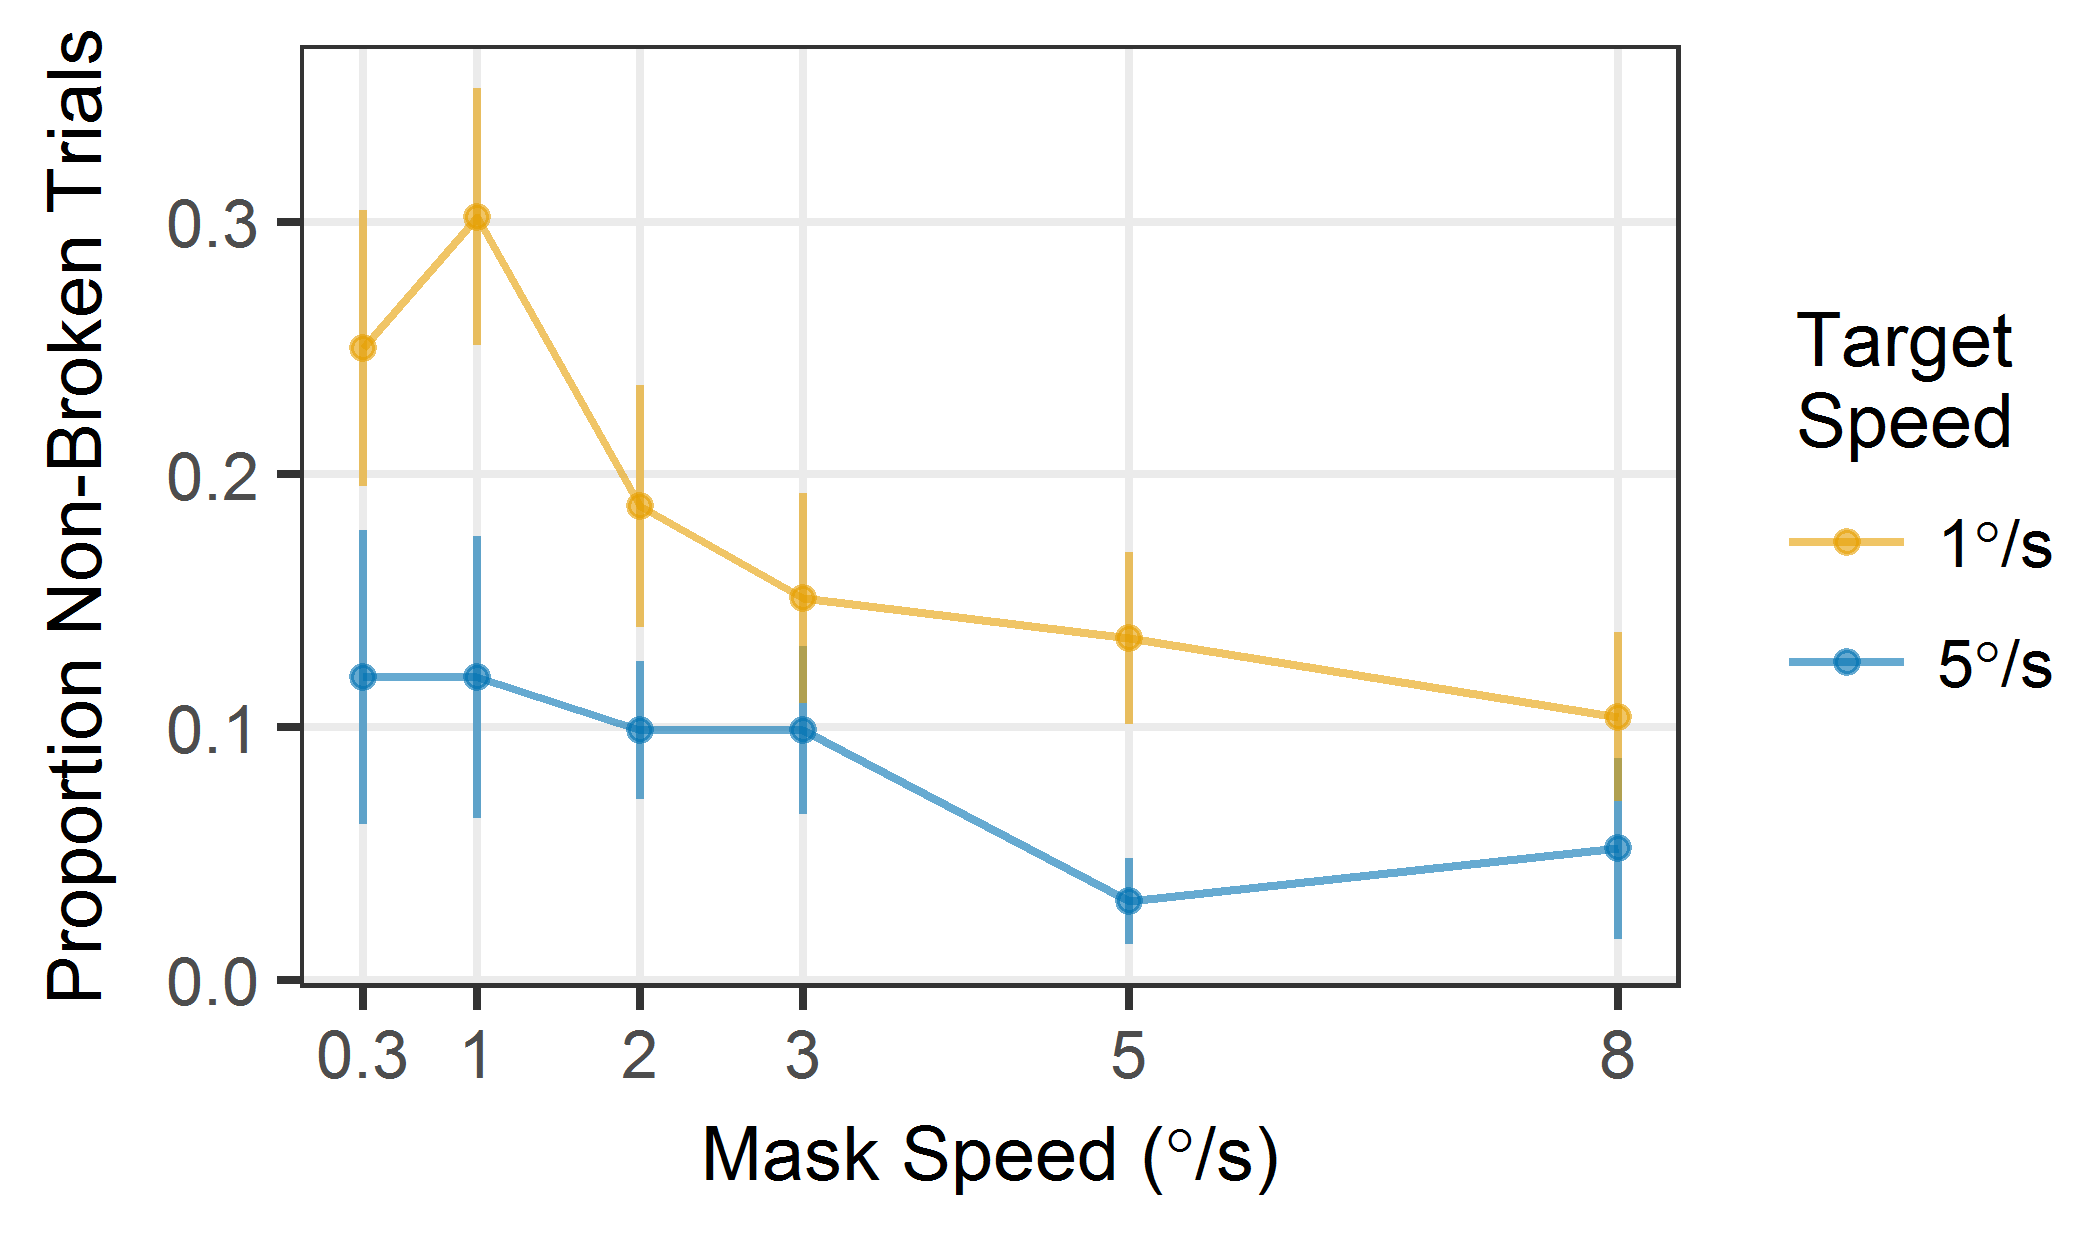 Proportion Non-Broken Trials
0.3
0.2
0.1
0.0
0.3 1 2 3 5 8
Mask Speed (°/s)
Target
Speed
1°/s
5°/s